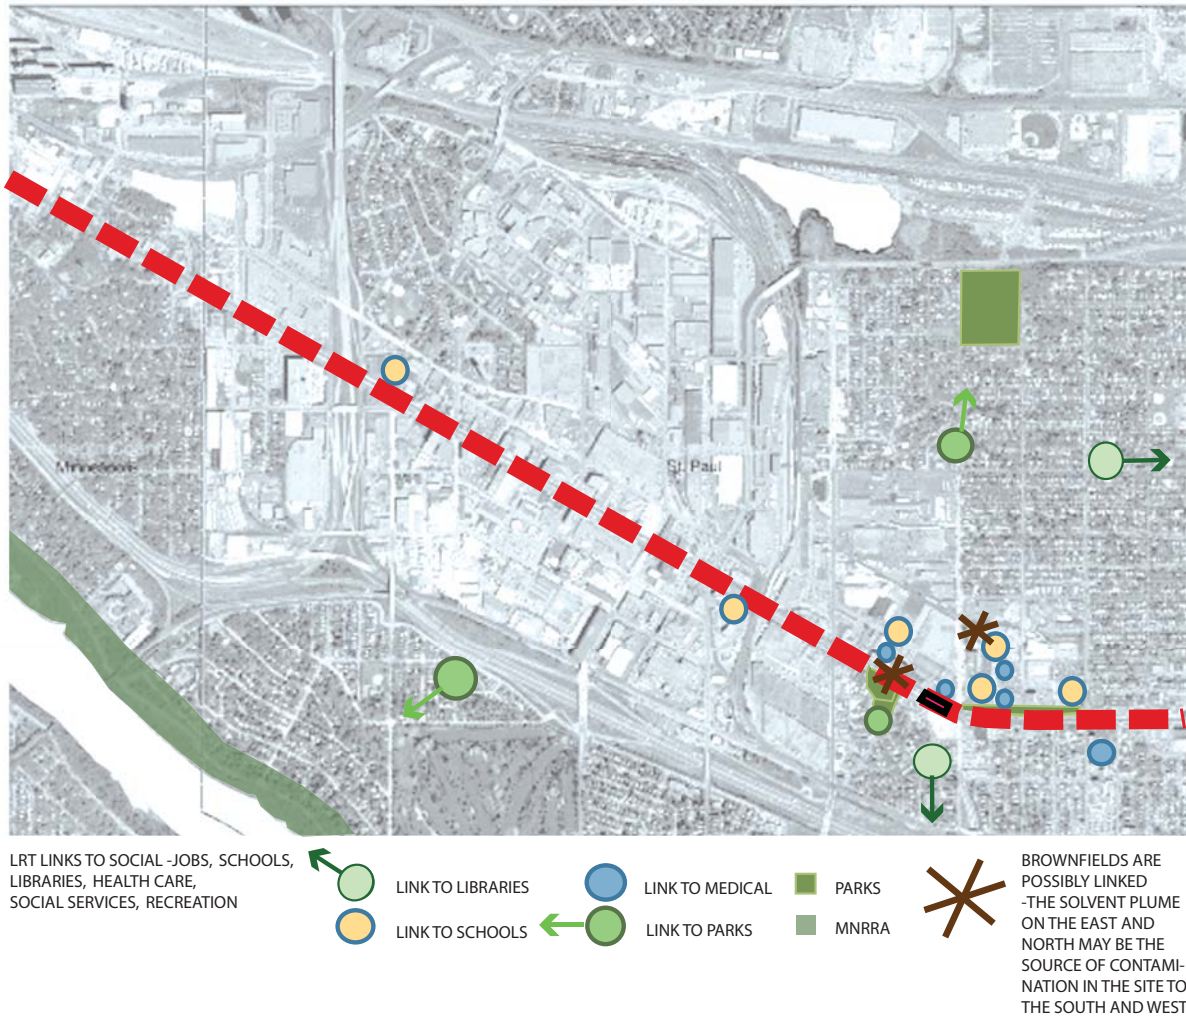 Minnesota
St. Paul
LRT LINKS TO SOCIAL -JOBS, SCHOOLS,
LIBRARIES, HEALTH CARE,
SOCIAL SERVICES, RECREATION
LINK TO LIBRARIES
LINK TO SCHOOLS
LINK TO MEDICAL
LINK TO PARKS
PARKS
MNRRA
BROWNFIELDS ARE
POSSIBLY LINKED
-THE SOLVENT PLUME
ON THE EAST AND
NORTH MAY BE THE
SOURCE OF CONTAMI-
NATION IN THE SITE TO
THE SOUTH AND WEST